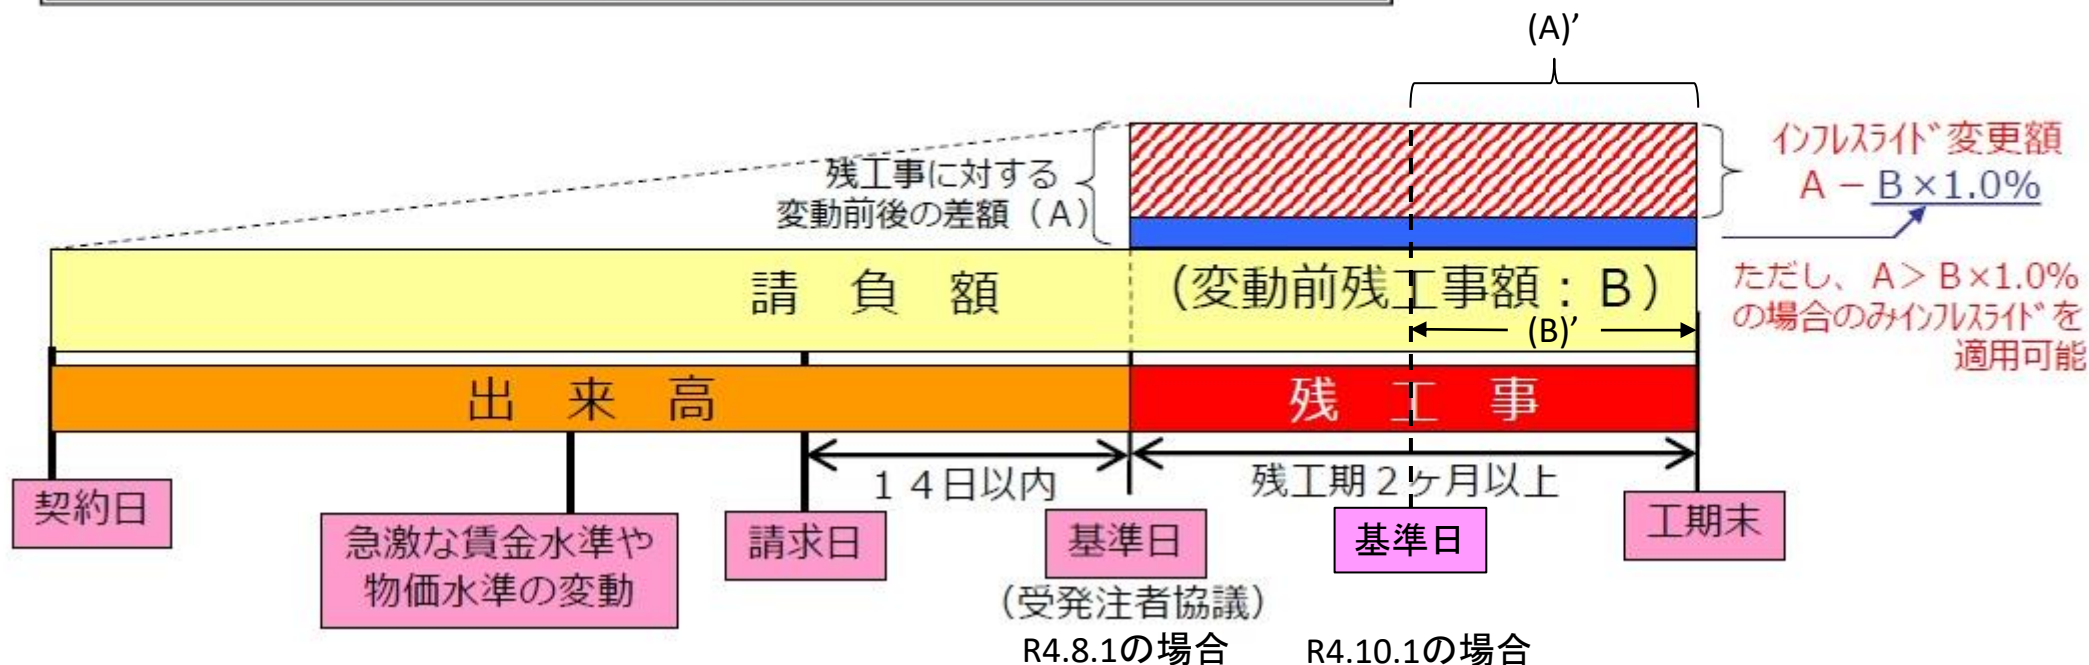 (A)’
残工事に対する
変動前後の差額（Ａ）
ｲﾝﾌﾚｽﾗｲﾄﾞ変更額
Ａ－Ｂ×1.0%
請　負　額
（変動前残工事額：Ｂ）
(B)’
ただし、Ａ＞Ｂ×1.0%
の場合のみｲﾝﾌﾚｽﾗｲﾄﾞを
適用可能
出　来　高
残　工　事
１４日以内
残工期２ヶ月以上
契約日
急激な賃金水準や
物価水準の変動
請求日
基準日
（受発注者協議）
R4.8.1の場合
基準日
R4.10.1の場合
工期末